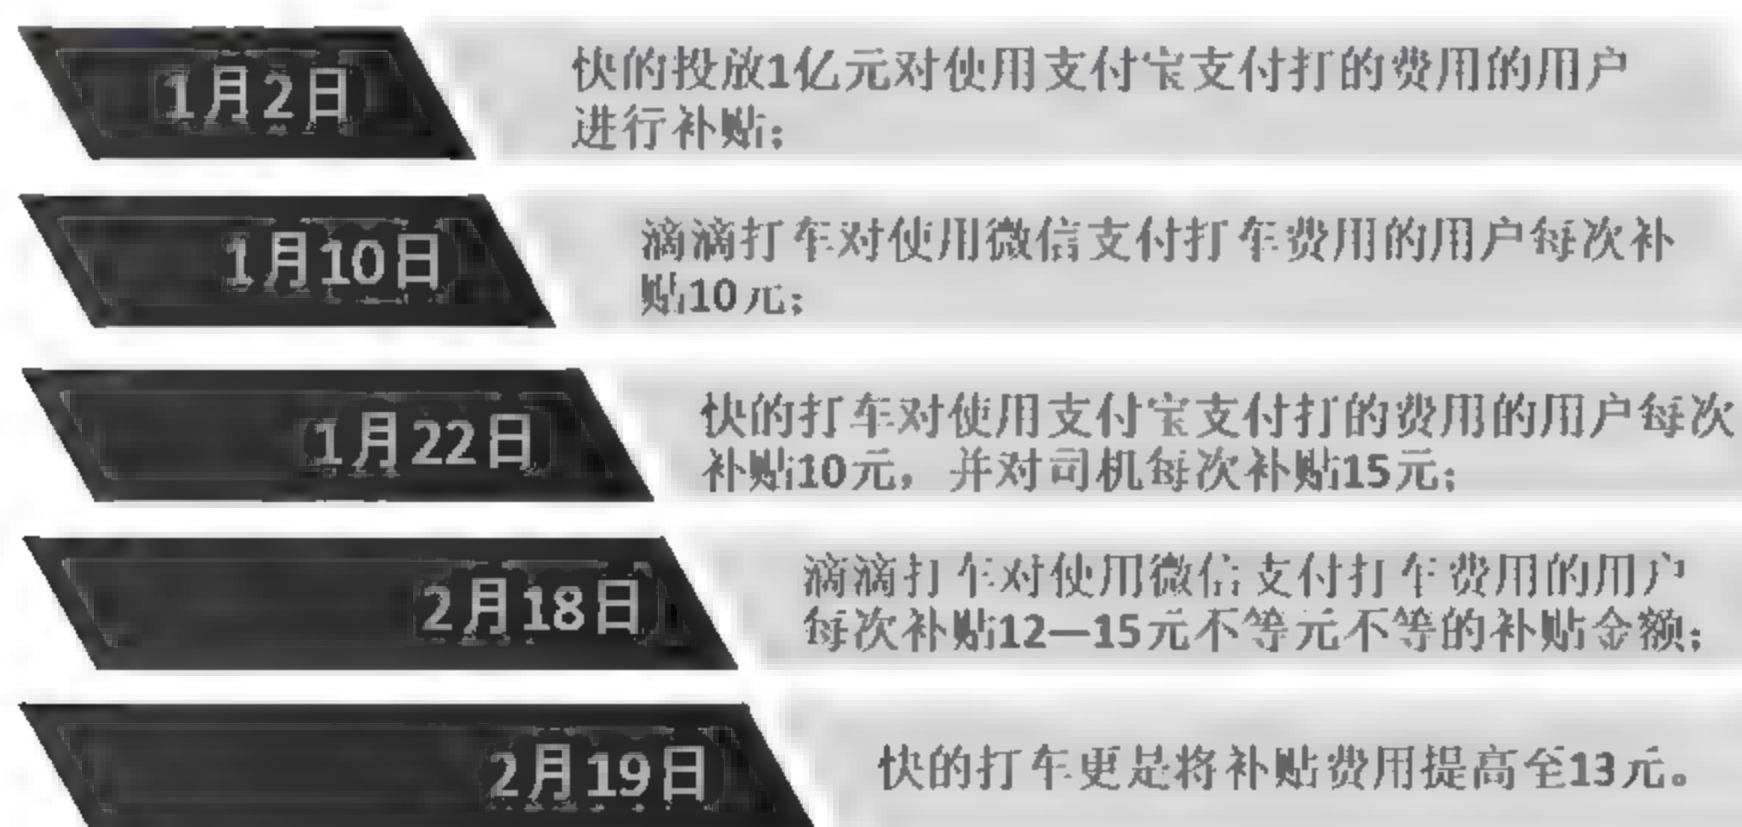 1月2日
快的投放1亿元对使用支付宝支付打的费用的用户
进行补贴；
1月10日
滴滴打车对使用微信支付打车费用的用户每次补
贴10元；
1月22日
快的打车对使用支付宝支付打的费用的用户每次
补贴10元，并对司机每次补贴15元；
2月18日
滴滴打车对使用微信支付打车费用的用户
每次补贴12—15元不等元不等的补贴金额；
2月19日
快的打车更是将补贴费用提高至13元。